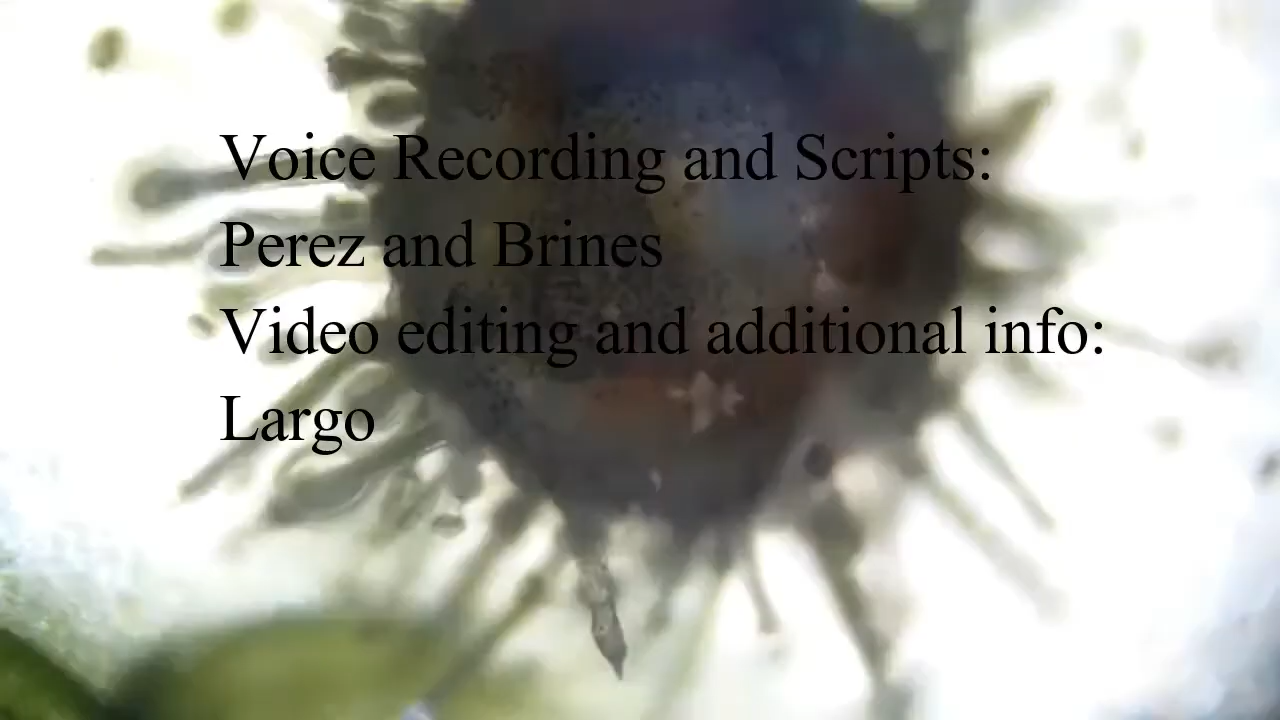 Voice Recording and Scripts:
Perez and Brines
Video editing and additional info:
Largo